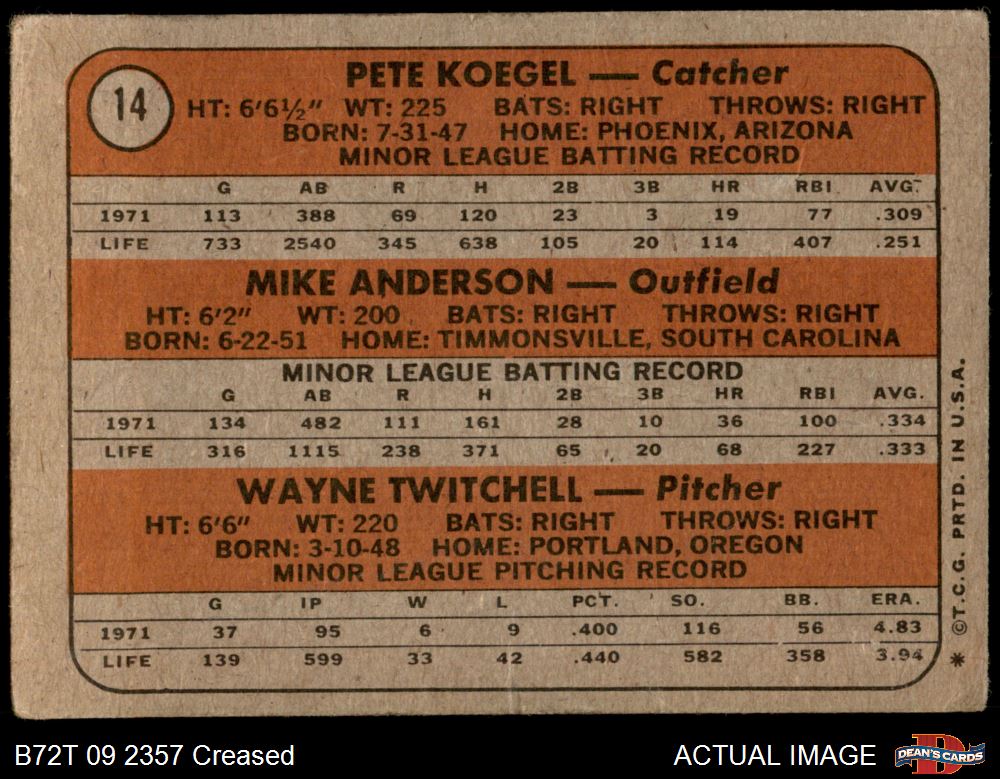 14
PETE KOEGEL — Catcher
HT: 6'6½" WT: 225 BATS: RIGHT THROWS: RIGHT
BORN: 7-31-47 HOME: PHOENIX, ARIZONA
MINOR LEAGUE BATTING RECORD
G AB R H 2B 3B HR RBI AVG.
1971 113 388 69 120 23 3 19 77 .309
LIFE 733 2540 345 638 105 20 114 407 .251
MIKE ANDERSON — Outfield
HT: 6'2" WT: 200 BATS: RIGHT THROWS: RIGHT
BORN: 6-22-51 HOME: TIMMONSVILLE, SOUTH CAROLINA
MINOR LEAGUE BATTING RECORD
G AB R H 2B 3B HR RBI AVG.
1971 134 482 111 161 28 10 36 100 .334
LIFE 316 1115 238 371 65 20 68 227 .333
WAYNE TWITCHELL — Pitcher
HT: 6'6" WT: 220 BATS: RIGHT THROWS: RIGHT
BORN: 3-10-48 HOME: PORTLAND, OREGON
MINOR LEAGUE PITCHING RECORD
G IP W L PCT. SO. BB. ERA.
1971 37 95 6 9 .400 116 56 4.83
LIFE 139 599 33 42 .440 582 358 3.94
* ©T.C.G. PRTD. IN U.S.A.
B72T 09 2357 Creased
ACTUAL IMAGE
DEAN'S CARDS